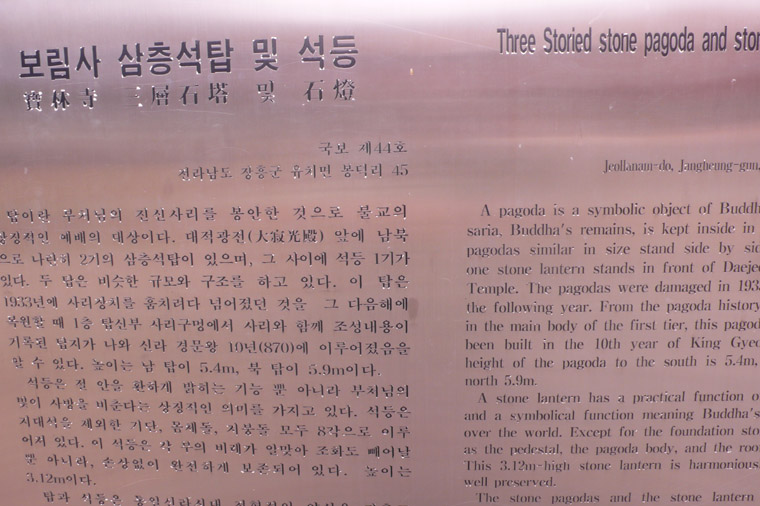 보림사 삼층석탑 및 석등
寶林寺 三層石塔 및 石燈
국보 제44호
전라남도 장흥군 유치면 봉덕리 45
탑이란 부처님의 진신사리를 봉안한 것으로 불교의
상징적인 예배의 대상이다. 대적광전(大寂光殿) 앞에 남북
으로 나란히 2기의 삼층석탑이 있으며, 그 사이에 석등 1기가
있다. 두 탑은 비슷한 규모와 구조를 하고 있다. 이 탑은
1933년에 사리장치를 훔치려다 넘어졌던 것을 그 다음해에
복원할 때 1층 탑신부 사리구멍에서 사리와 함께 조성내용이
기록된 탑지가 나와 신라 경문왕 10년(870)에 이루어졌음을
할 수 있다. 높이는 남 탑이 5.4m, 북 탑이 5.9m이다.
석등은 절 안을 환하게 밝히는 기능 뿐 아니라 부처님의
빛이 사방을 비춘다는 상징적인 의미를 가지고 있다. 석등은
지대석을 제외한 기단, 몸체돌, 지붕돌 모두 8각으로 이루
어져 있다. 이 석등은 각 부의 비례가 알맞아 조화도 빼어날
뿐 아니라, 손상없이 완전하게 보존되어 있다. 높이는
3.12m이다.
탑과 석등은 통일신라시대
Three Storied stone pagoda and ston
Jeollanam-do, Jangheung-gun,
A pagoda is a symbolic object of Buddh
saria, Buddha's remains, is kept inside in
pagodas similar in size stand side by sid
one stone lantern stands in front of Daeje
Temple. The pagodas were damaged in 193
the following year. From the pagoda history
in the main body of the first tier, this pagod
been built in the 10th year of King Gyeo
height of the pagoda to the south is 5.4m,
north 5.9m.
A stone lantern has a practical function o
and a symbolical function meaning Buddha's
over the world. Except for the foundation sto
as the pedestal, the pagoda body, and the roo
This 3.12m-high stone lantern is harmonious
well preserved.
The stone pagodas and the stone lantern